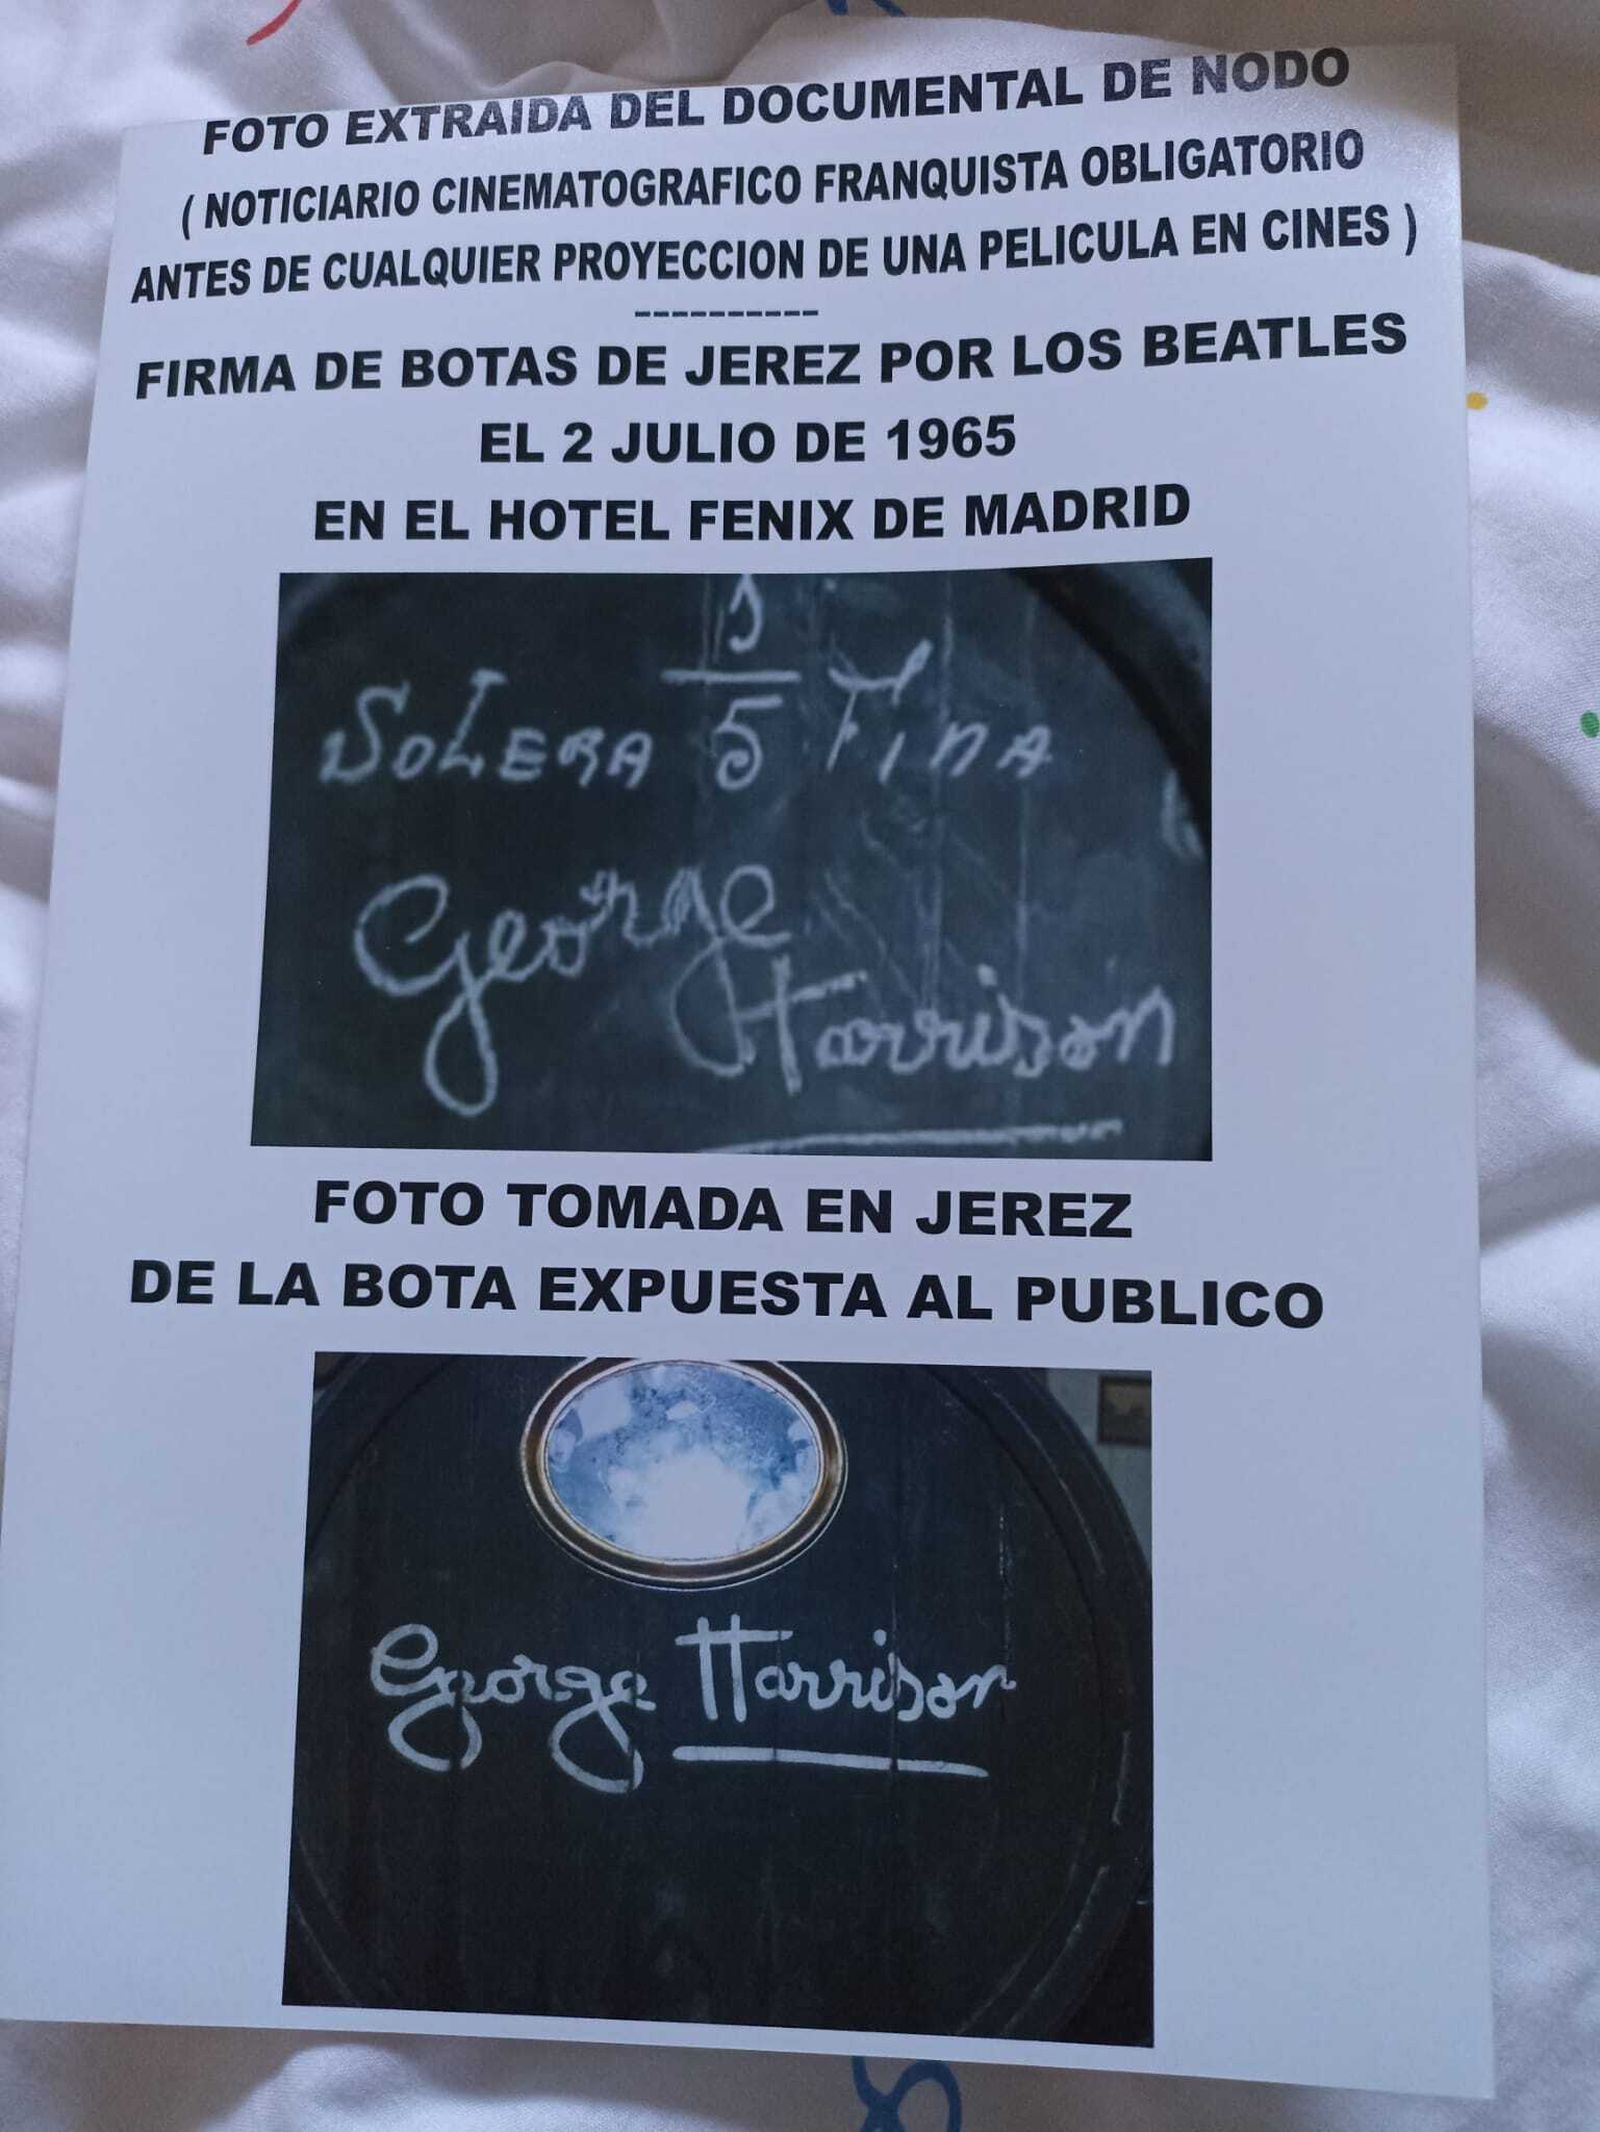 FOTO EXTRAIDA DEL DOCUMENTAL DE NODO
( NOTICIARIO CINEMATOGRAFICO FRANQUISTA OBLIGATORIO
ANTES DE CUALQUIER PROYECCION DE UNA PELICULA EN CINES )
----------
FIRMA DE BOTAS DE JEREZ POR LOS BEATLES
EL 2 JULIO DE 1965
EN EL HOTEL FENIX DE MADRID
SOLERA 1/5 FINA
George
Harrison
FOTO TOMADA EN JEREZ
DE LA BOTA EXPUESTA AL PUBLICO
George Harrison